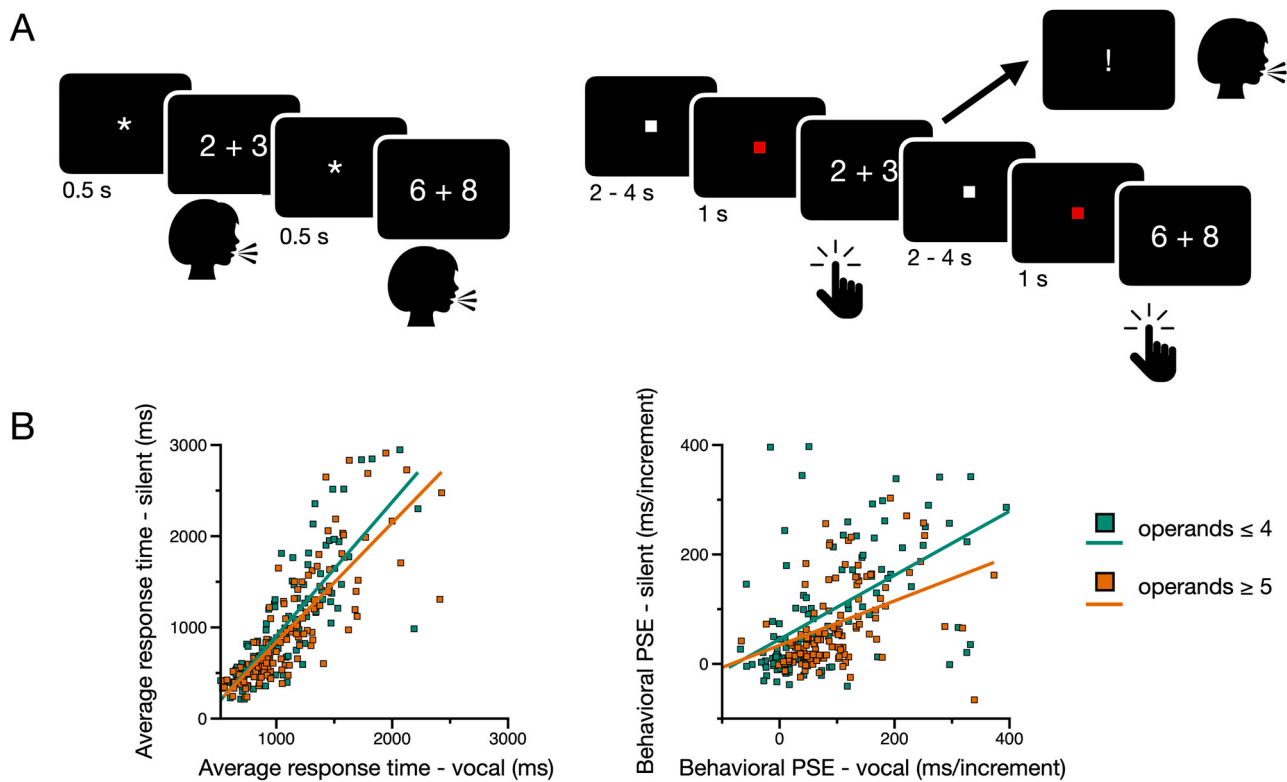 A
*
0.5 s
2 + 3
*
0.5 s
6 + 8
2 - 4 s
1 s
2 + 3
!
2 - 4 s
1 s
6 + 8
B
Average response time - silent (ms)
3000
2000
1000
0
1000
2000
3000
Average response time - vocal (ms)
Behavioral PSE - silent (ms/increment)
400
200
0
0
200
400
Behavioral PSE - vocal (ms/increment)
operands ≤ 4
operands ≥ 5